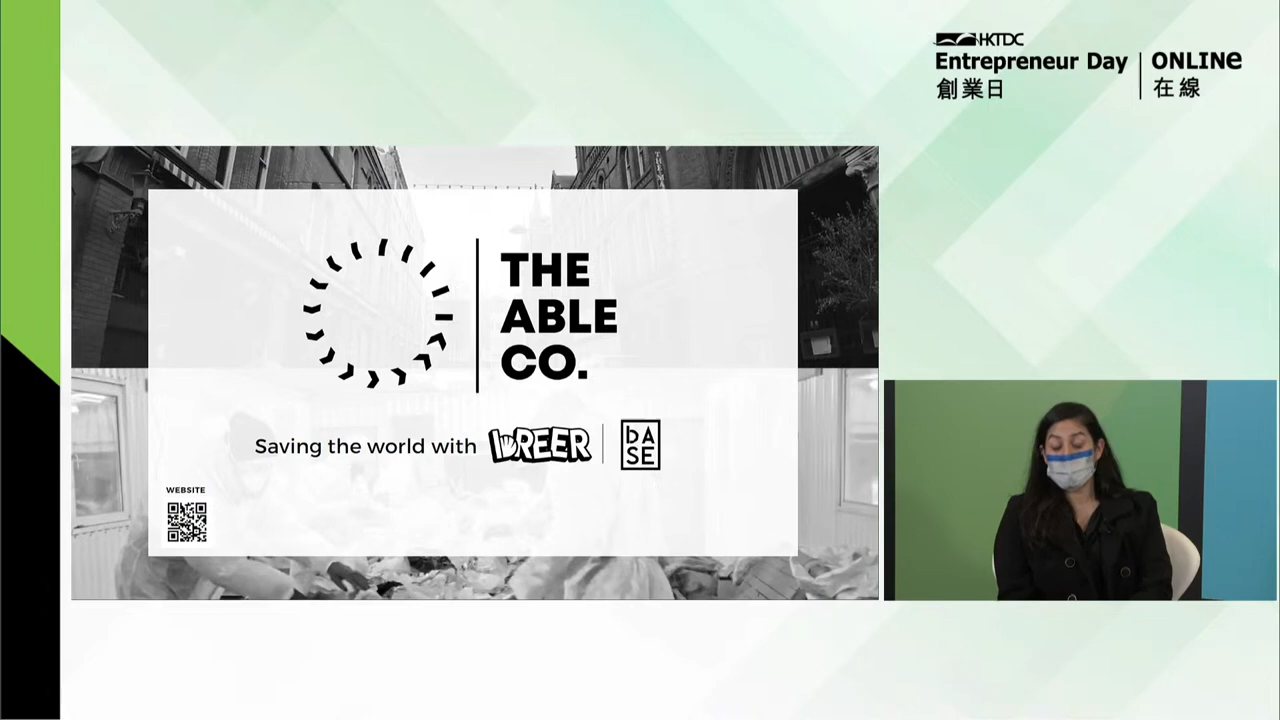 HKTDC
Entrepreneur Day
創業日
ONLINe
在線
THE
ABLE
CO.
Saving the world with BREER
bA
SE
WEBSITE